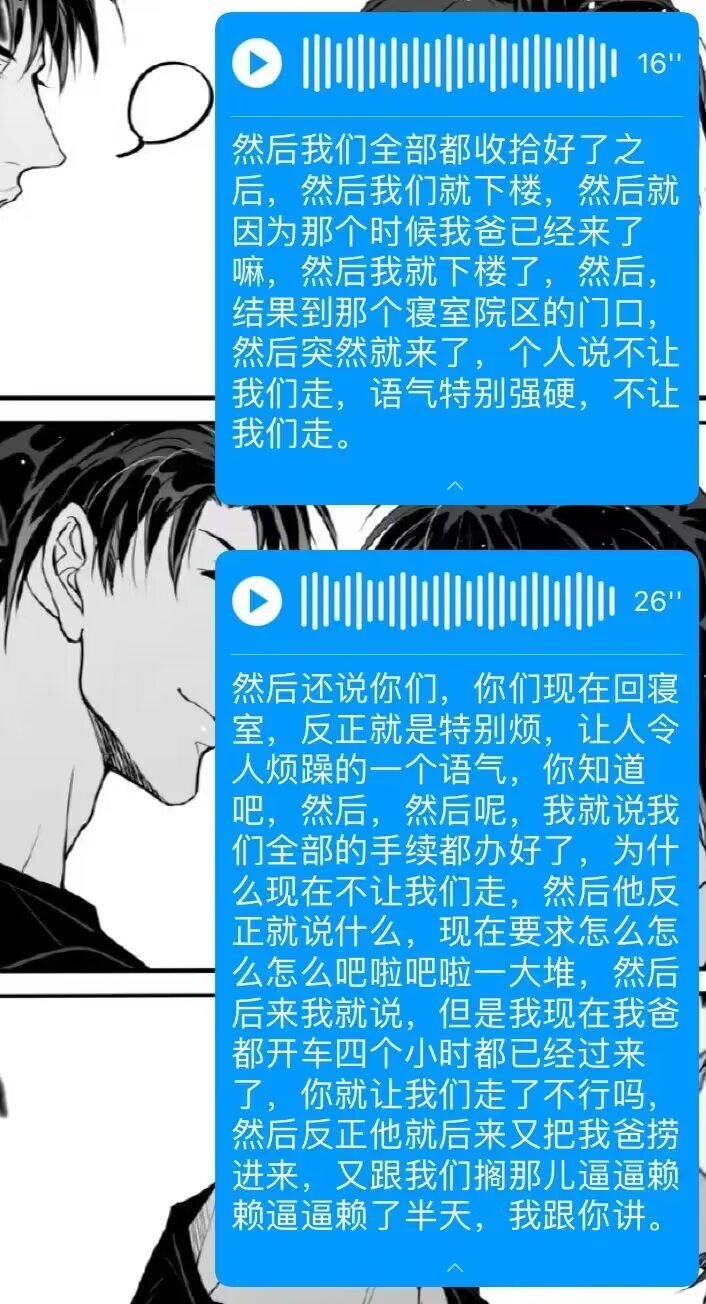 16''
然后我们全部都收拾好了之
后，然后我们就下楼，然后就
因为那个时候我爸已经来了
嘛，然后我就下楼了，然后，
结果到那个寝室院区的门口，
然后突然就来了，个人说不让
我们走，语气特别强硬，不让
我们走。
26''
然后还说你们，你们现在回寝
室，反正就是特别烦，让人令
人烦躁的一个语气，你知道
吧，然后，然后呢，我就说我
们全部的手续都办好了，为什
么现在不让我们走，然后他反
正就说什么，现在要求怎么怎
么怎么吧啦吧啦一大堆，然后
后来我就说，但是我现在我爸
都开车四个小时都已经过来
了，你就让我们走了不行吗，
然后反正他就后来又把我爸捞
进来，又跟我们搁那儿逼逼赖
赖逼逼赖了半天，我跟你讲。